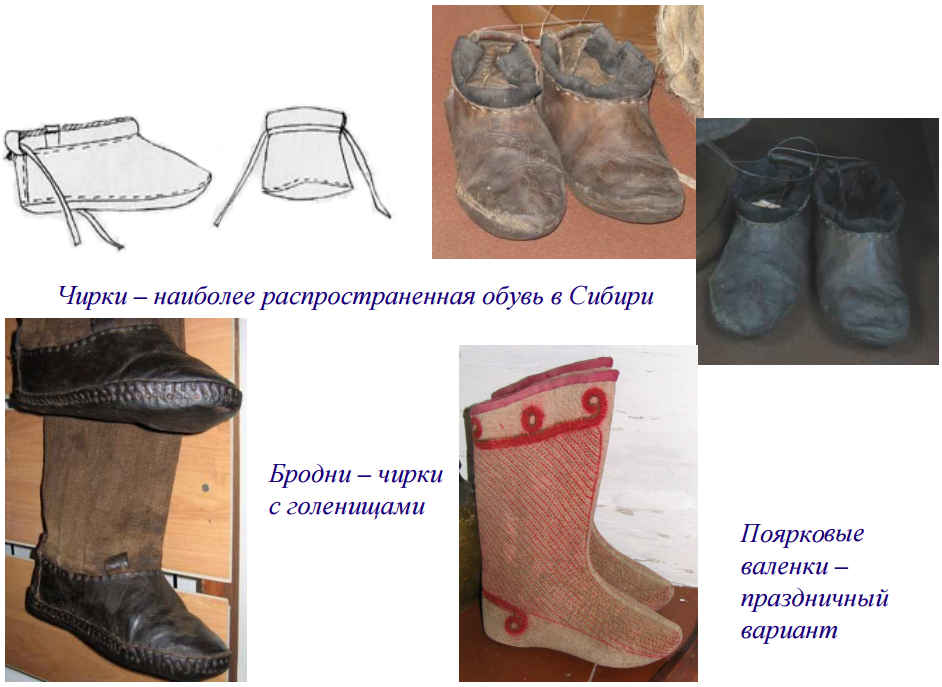 Чирки – наиболее распространенная обувь в Сибири
Бродни – чирки
с голенищами
Поярковые
валенки –
праздничный
вариант